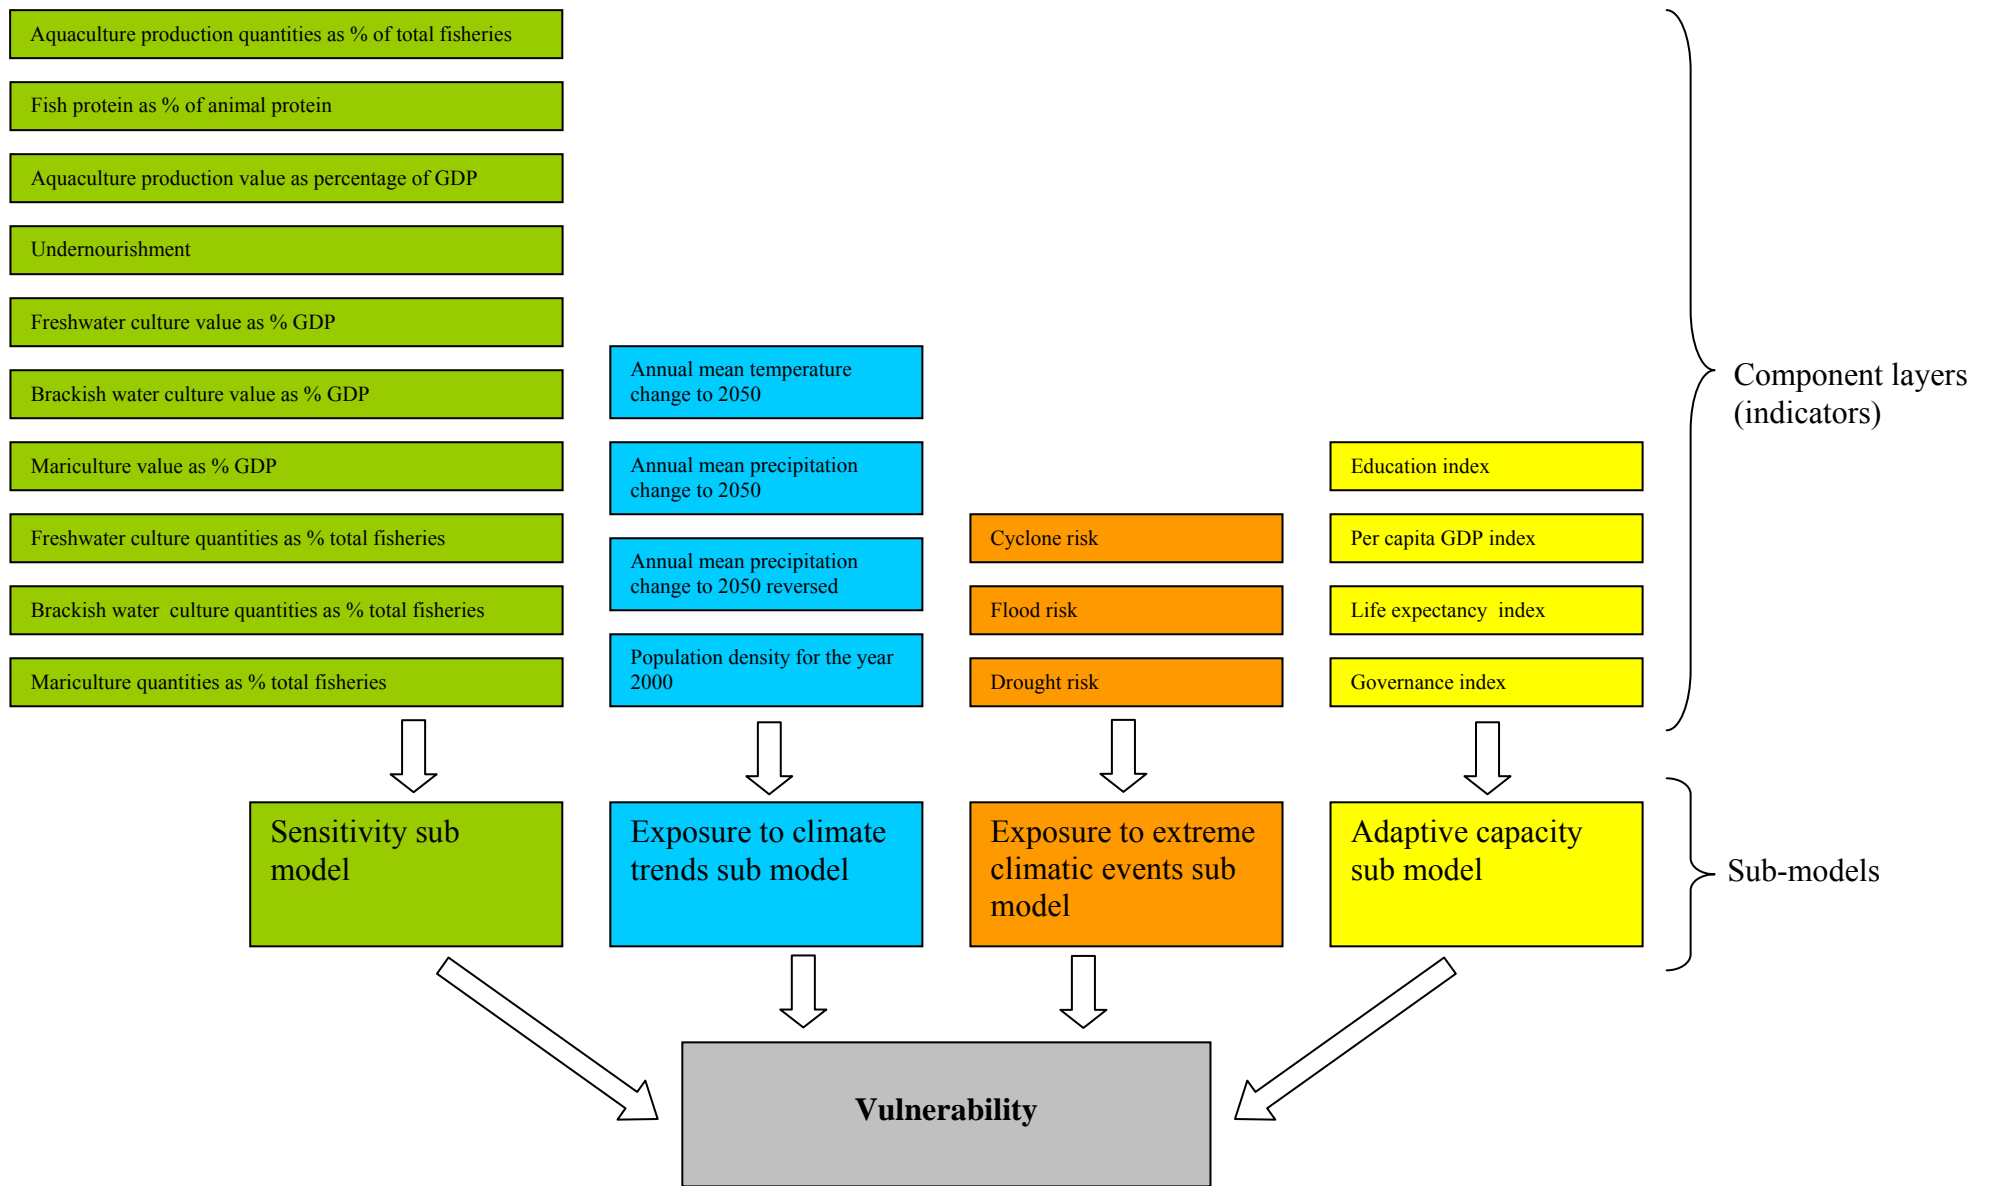 Aquaculture production quantities as % of total fisheries
Fish protein as % of animal protein
Aquaculture production value as percentage of GDP
Undernourishment
Freshwater culture value as % GDP
Brackish water culture value as % GDP
Mariculture value as % GDP
Freshwater culture quantities as % total fisheries
Brackish water  culture quantities as % total fisheries
Mariculture quantities as % total fisheries
Annual mean temperature
change to 2050
Annual mean precipitation
change to 2050
Annual mean precipitation
change to 2050 reversed
Population density for the year
2000
Cyclone risk
Flood risk
Drought risk
Education index
Per capita GDP index
Life expectancy  index
Governance index
Component layers
(indicators)
Sensitivity sub
model
Exposure to climate
trends sub model
Exposure to extreme
climatic events sub
model
Adaptive capacity
sub model
Sub-models
Vulnerability